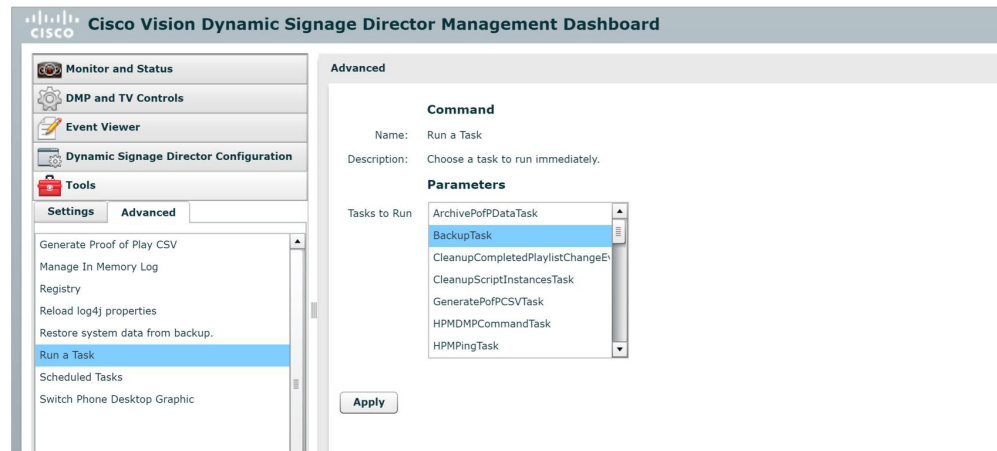 CISCO
Cisco Vision Dynamic Signage Director Management Dashboard
Monitor and Status
DMP and TV Controls
Event Viewer
Dynamic Signage Director Configuration
Tools
Settings
Advanced
Generate Proof of Play CSV
Manage In Memory Log
Registry
Reload log4j properties
Restore system data from backup.
Run a Task
Scheduled Tasks
Switch Phone Desktop Graphic
Advanced
Command
Name: Run a Task
Description: Choose a task to run immediately.
Parameters
Tasks to Run
ArchivePofPDataTask
BackupTask
CleanupCompletedPlaylistChangeEv
CleanupScriptInstancesTask
GeneratePofPCSVTask
HPMDMPCommandTask
HPMPingTask
Apply